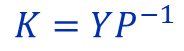 K = YP⁻¹